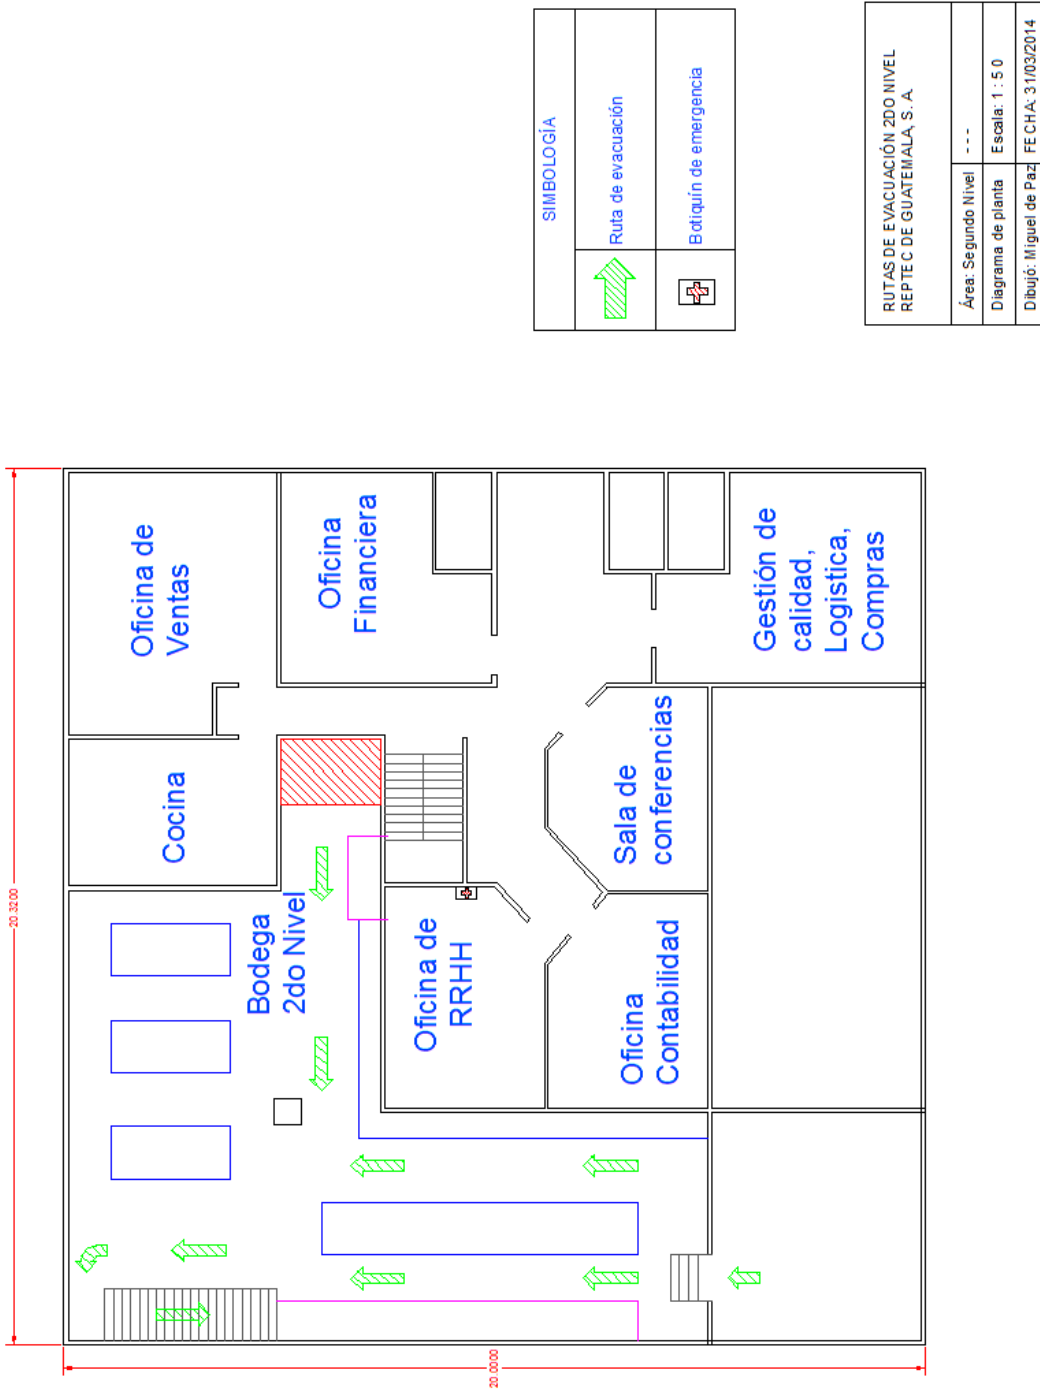 SIMBOLOGÍA
Ruta de evacuación
Botiquín de emergencia
RUTAS DE EVACUACIÓN 2DO NIVEL
REPTEC DE GUATEMALA, S. A.
Área: Segundo Nivel
---
Diagrama de planta
Escala: 1 : 5 0
Dibujó: Miguel de Paz
FECHA: 31/03/2014
20.3200
20.0000
Oficina de
Ventas
Oficina
Financiera
Gestión de
calidad,
Logistica,
Compras
Cocina
Sala de
conferencias
Bodega
2do Nivel
Oficina de
RRHH
Oficina
Contabilidad